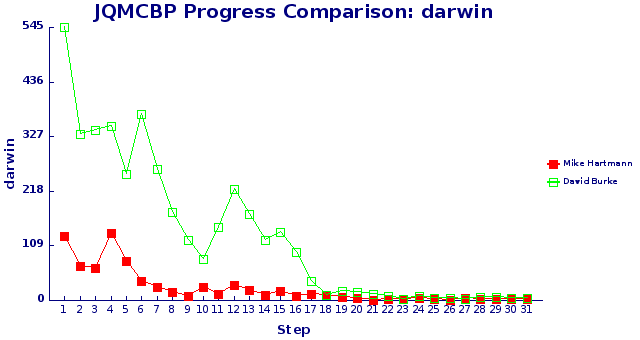 JQMCBP Progress Comparison: darwin
545
436
327
218
109
0
darwin
1 2 3 4 5 6 7 8 9 10 11 12 13 14 15 16 17 18 19 20 21 22 23 24 25 26 27 28 29 30 31
Step
Mike Hartmann
David Burke